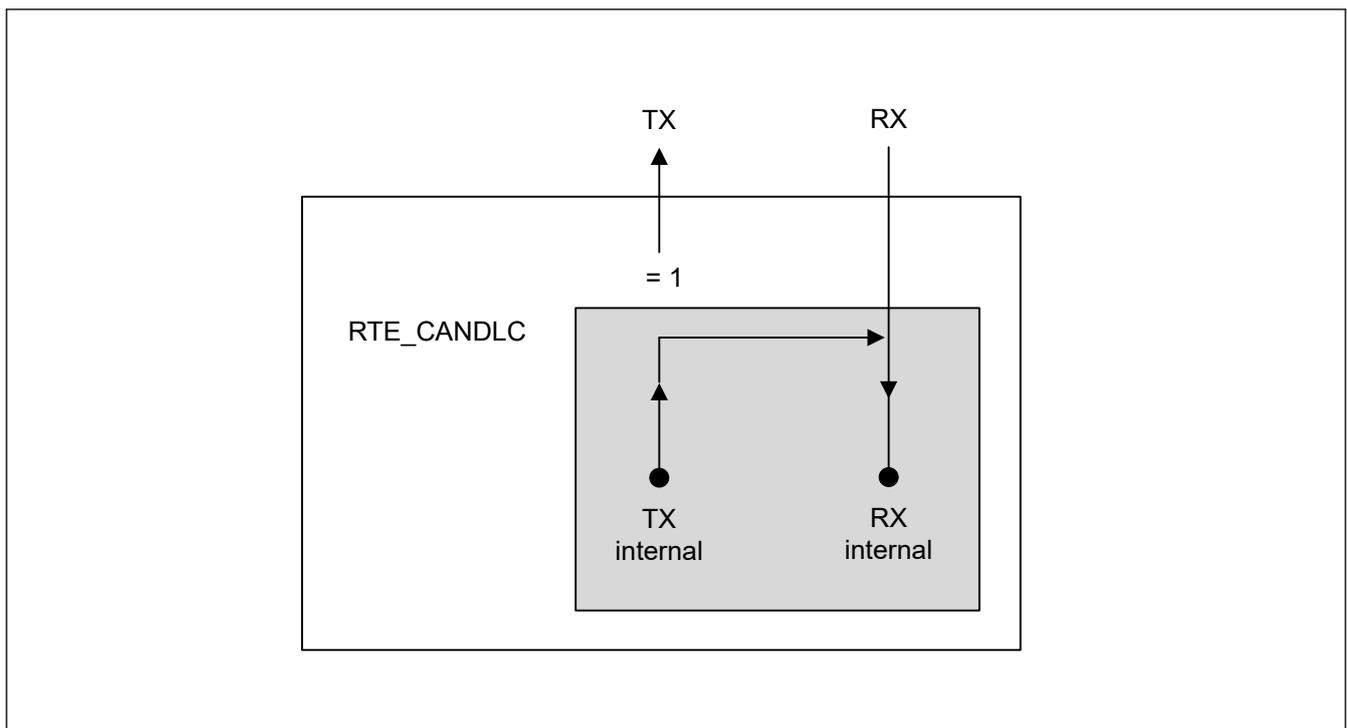 TX
RX
= 1
RTE_CANDLC
TX
internal
RX
internal